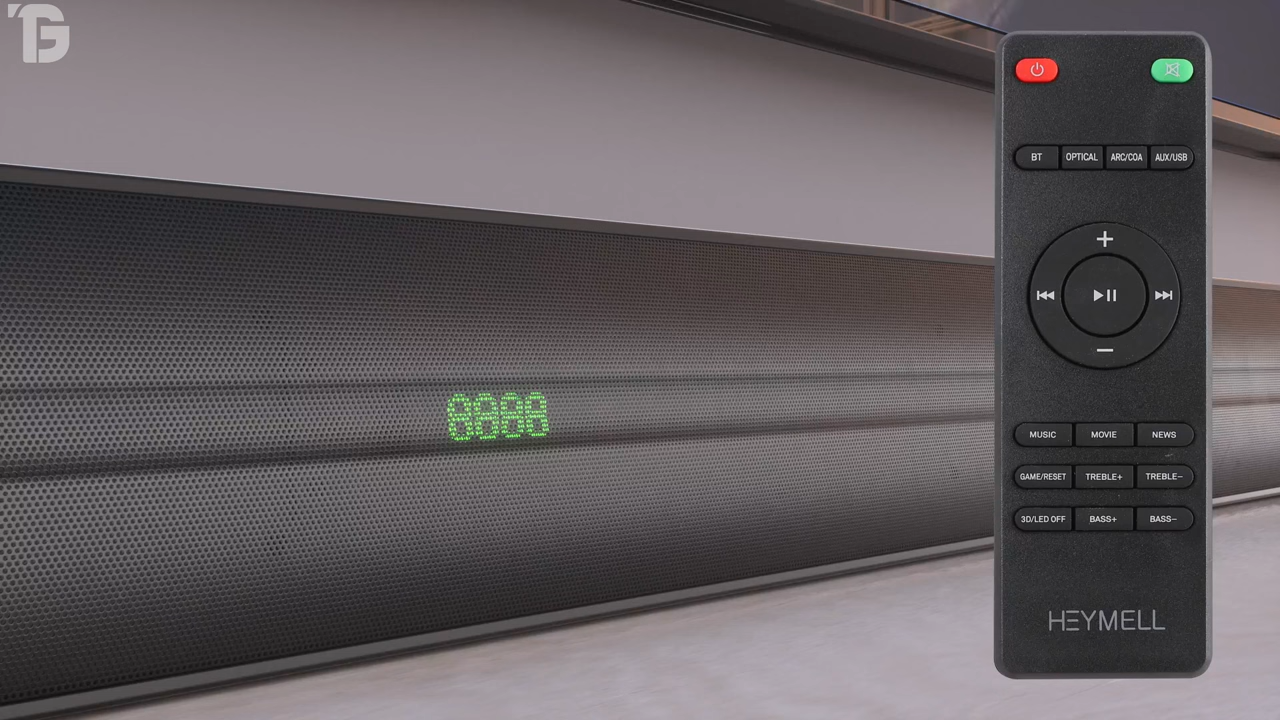 TG
8888
BT OPTICAL ARC/COA AUX/USB
MUSIC MOVIE NEWS
GAME/RESET TREBLE+ TREBLE−
3D/LED OFF BASS+ BASS−
HEYMELL